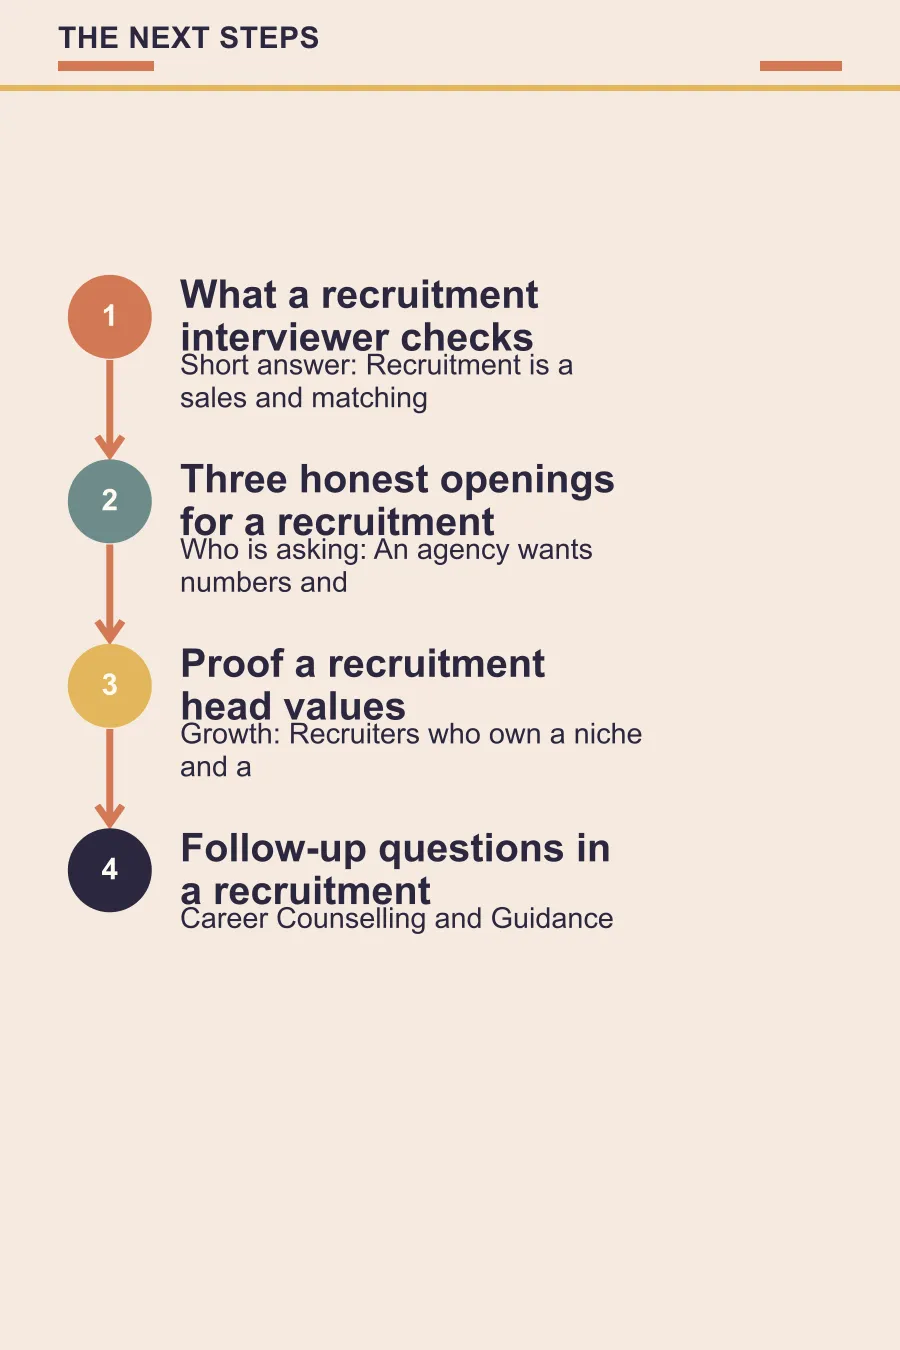 THE NEXT STEPS
1
What a recruitment
interviewer checks
Short answer: Recruitment is a
sales and matching
2
Three honest openings
for a recruitment
Who is asking: An agency wants
numbers and
3
Proof a recruitment
head values
Growth: Recruiters who own a niche
and a
4
Follow-up questions in
a recruitment
Career Counselling and Guidance